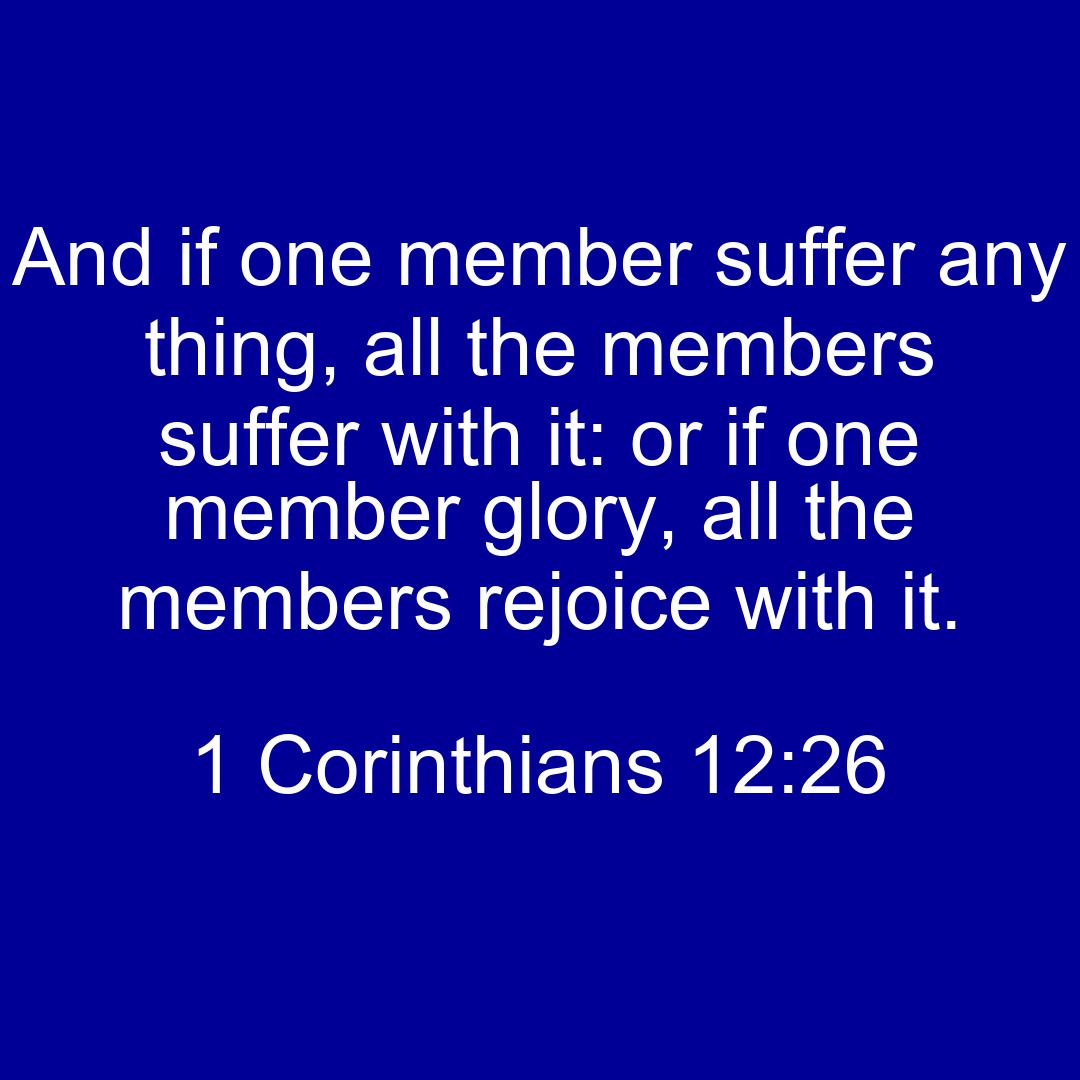 And if one member suffer any
thing, all the members
suffer with it: or if one
member glory, all the
members rejoice with it.
1 Corinthians 12:26